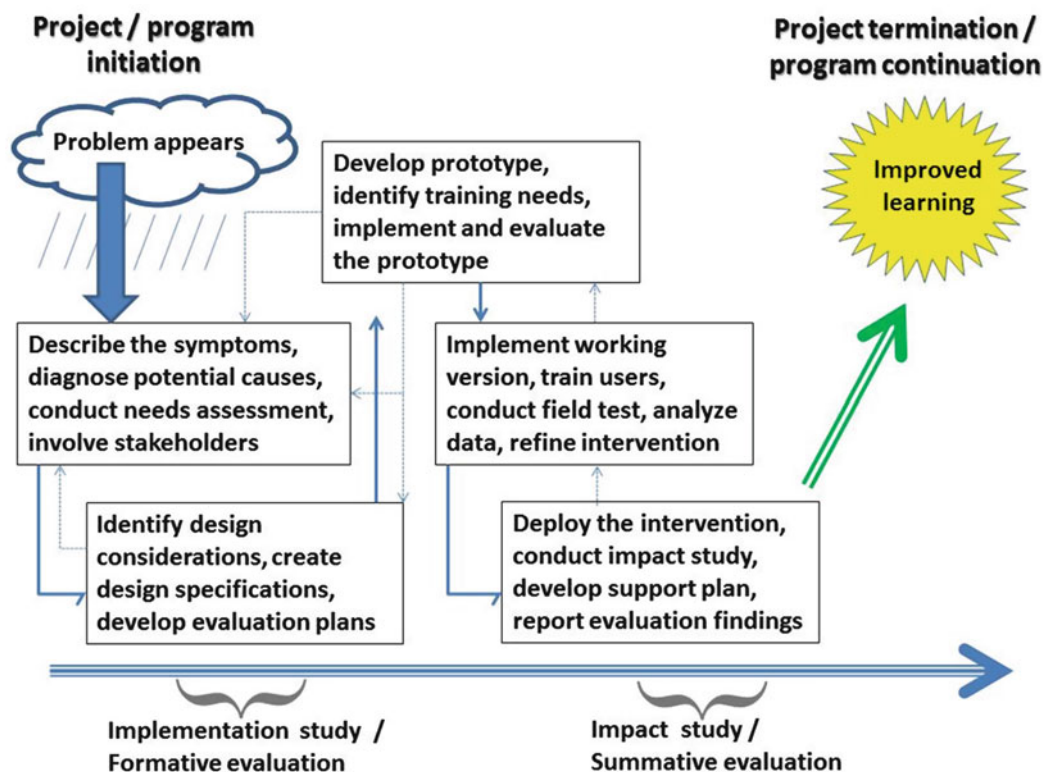 Project / program
initiation
Project termination /
program continuation
Problem appears
Develop prototype,
identify training needs,
implement and evaluate
the prototype
Improved
learning
Describe the symptoms,
diagnose potential causes,
conduct needs assessment,
involve stakeholders
Implement working
version, train users,
conduct field test, analyze
data, refine intervention
Identify design
considerations, create
design specifications,
develop evaluation plans
Deploy the intervention,
conduct impact study,
develop support plan,
report evaluation findings
Implementation study /
Formative evaluation
Impact study /
Summative evaluation